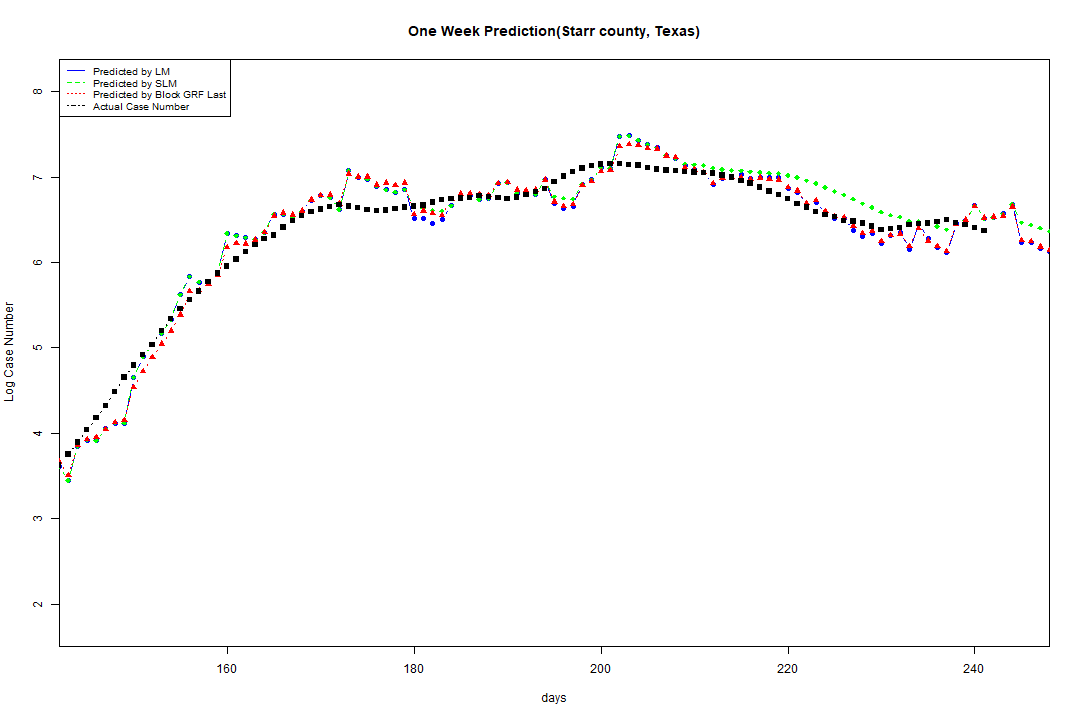 One Week Prediction(Starr county, Texas)
Predicted by LM
Predicted by SLM
Predicted by Block GRF Last
Actual Case Number
8
7
6
5
4
3
2
Log Case Number
160 180 200 220 240
days